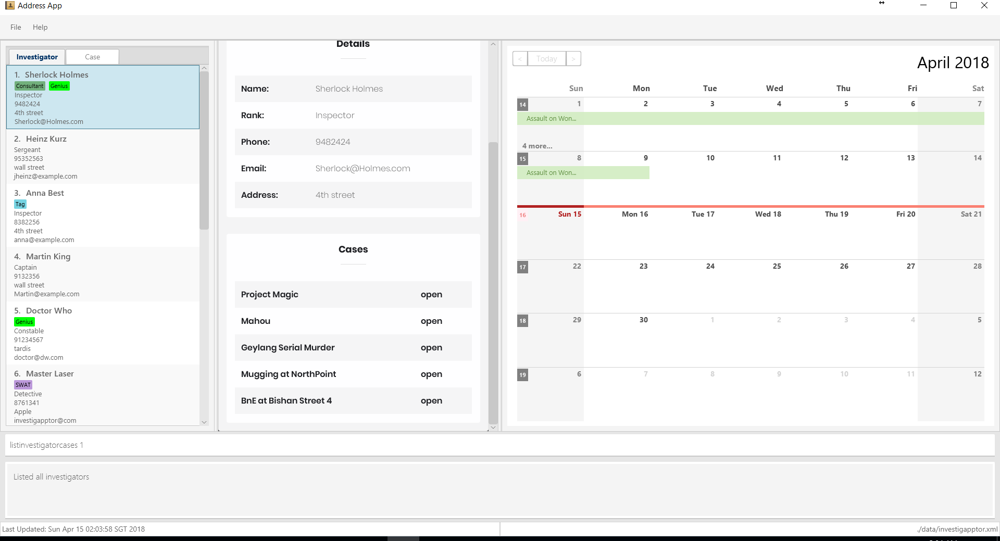 Address App
File Help
Investigator Case
1. Sherlock Holmes
Consultant Genius
Inspector
9482424
4th street
Sherlock@Holmes.com
2. Heinz Kurz
Sergeant
95352563
wall street
jheinz@example.com
3. Anna Best
Tag
Inspector
8382256
4th street
anna@example.com
4. Martin King
Captain
9132356
wall street
Martin@example.com
5. Doctor Who
Genius
Constable
91234567
tardis
doctor@dw.com
6. Master Laser
SWAT
Detective
8761341
Apple
investigapptor@com
Details
Name: Sherlock Holmes
Rank: Inspector
Phone: 9482424
Email: Sherlock@Holmes.com
Address: 4th street
Cases
Project Magic open
Mahou open
Geylang Serial Murder open
Mugging at NorthPoint open
BnE at Bishan Street 4 open
< Today >
April 2018
Sun Mon Tue Wed Thu Fri Sat
14 1 2 3 4 5 6 7
Assault on Won...
4 more...
15 8 9 10 11 12 13 14
Assault on Won...
16 Sun 15 Mon 16 Tue 17 Wed 18 Thu 19 Fri 20 Sat 21
17 22 23 24 25 26 27 28
18 29 30 1 2 3 4 5
19 6 7 8 9 10 11 12
listinvestigatorcases 1
Listed all investigators
Last Updated: Sun Apr 15 02:03:58 SGT 2018
./data/investigapptor.xml